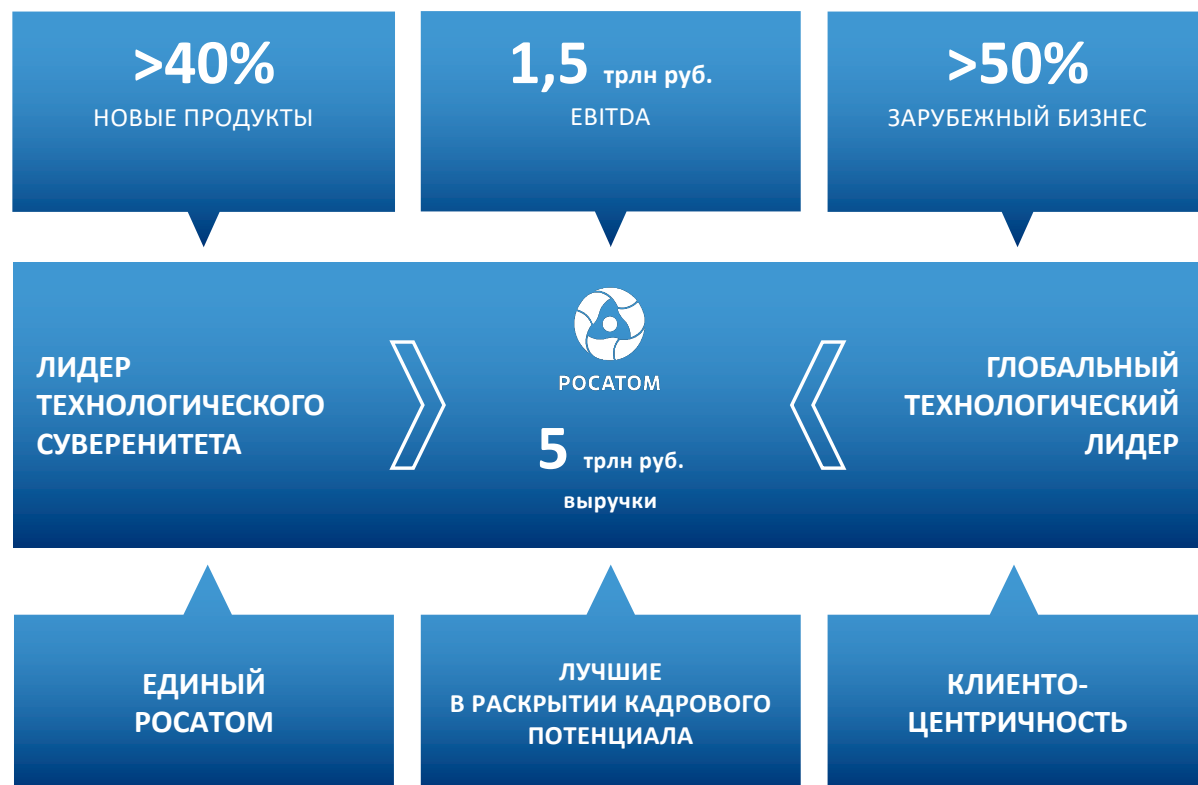 >40%
НОВЫЕ ПРОДУКТЫ
1,5 трлн руб.
EBITDA
>50%
ЗАРУБЕЖНЫЙ БИЗНЕС
ЛИДЕР
ТЕХНОЛОГИЧЕСКОГО
СУВЕРЕНИТЕТА
РОСАТОМ
5 трлн руб.
выручки
ГЛОБАЛЬНЫЙ
ТЕХНОЛОГИЧЕСКИЙ
ЛИДЕР
ЕДИНЫЙ
РОСАТОМ
ЛУЧШИЕ
В РАСКРЫТИИ КАДРОВОГО
ПОТЕНЦИАЛА
КЛИЕНТО-
ЦЕНТРИЧНОСТЬ